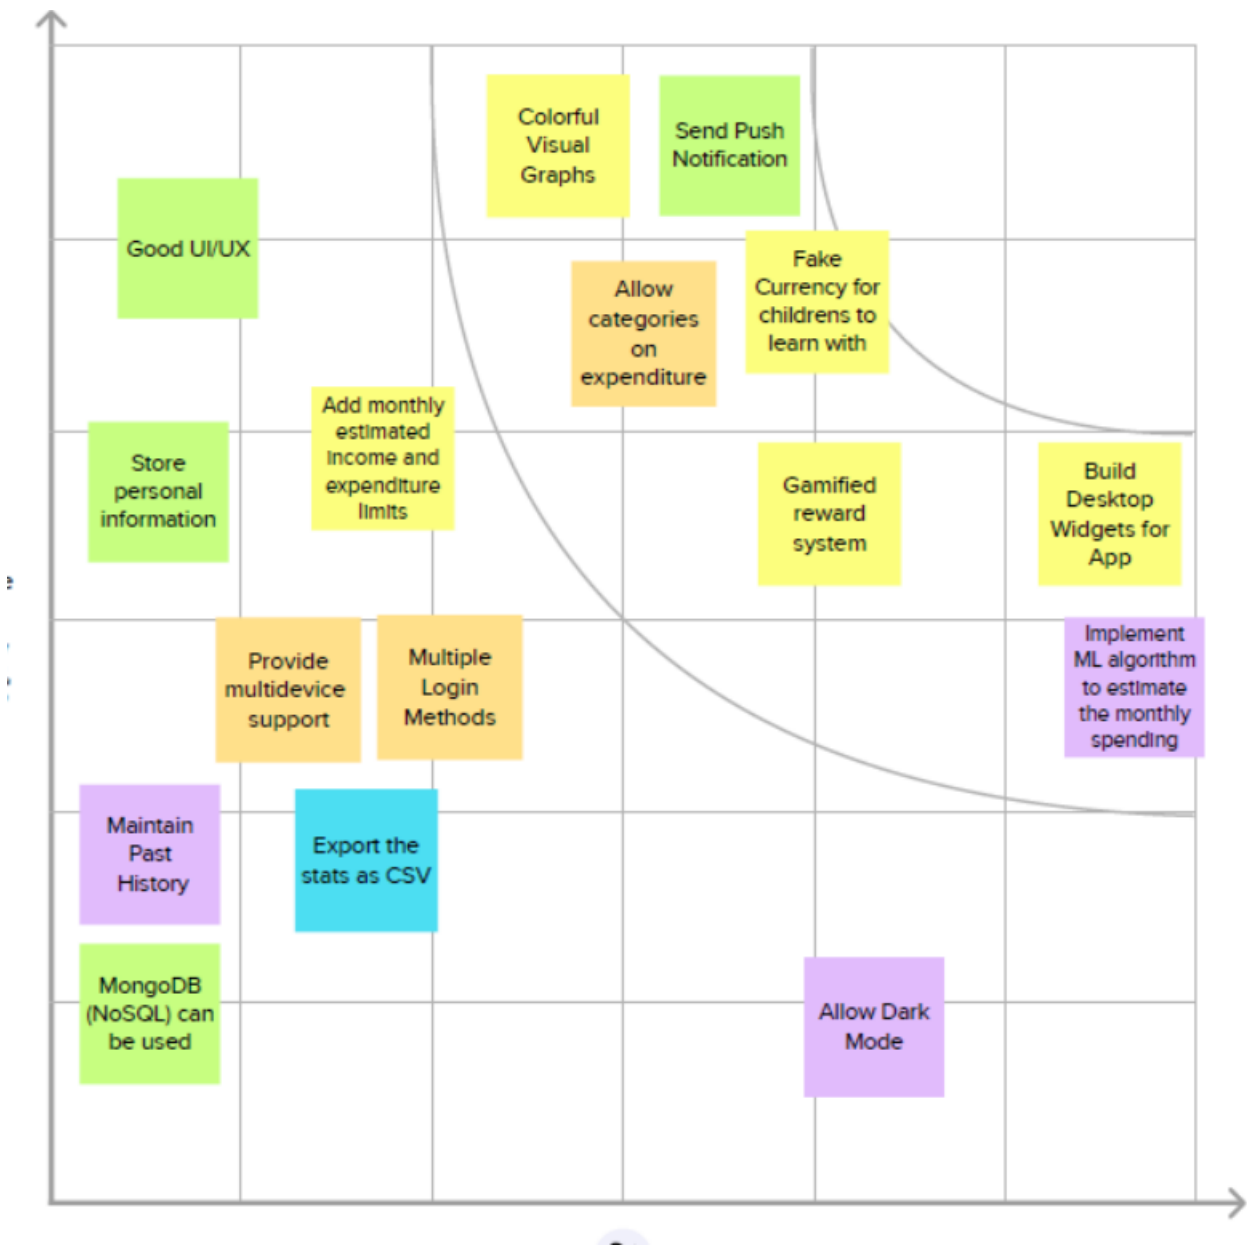 Colorful
Visual
Graphs
Send Push
Notification
Good UI/UX
Fake
Currency for
childrens to
learn with
Allow
categories
on
expenditure
Add monthly
estimated
income and
expenditure
limits
Store
personal
information
Gamified
reward
system
Build
Desktop
Widgets for
App
Provide
multidevice
support
Multiple
Login
Methods
Implement
ML algorithm
to estimate
the monthly
spending
Maintain
Past
History
Export the
stats as CSV
MongoDB
(NoSQL) can
be used
Allow Dark
Mode